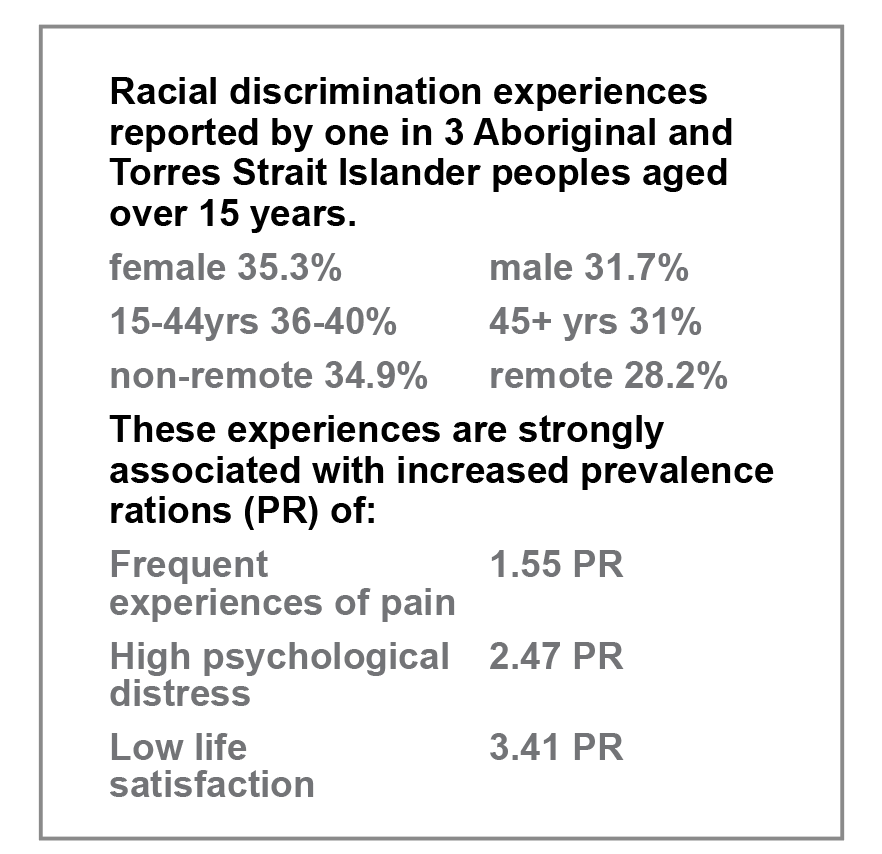 Racial discrimination experiences
reported by one in 3 Aboriginal and
Torres Strait Islander peoples aged
over 15 years.
female 35.3% male 31.7%
15-44yrs 36-40% 45+ yrs 31%
non-remote 34.9% remote 28.2%
These experiences are strongly
associated with increased prevalence
rations (PR) of:
Frequent 1.55 PR
experiences of pain
High psychological 2.47 PR
distress
Low life 3.41 PR
satisfaction